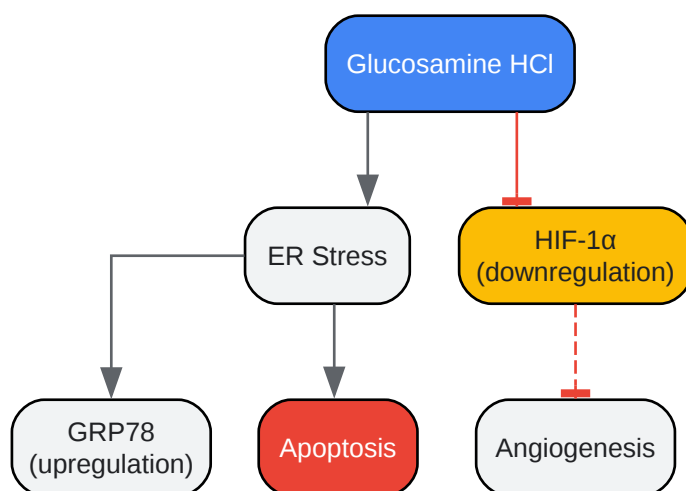 Glucosamine HCl
ER Stress
HIF-1α
(downregulation)
GRP78
(upregulation)
Apoptosis
Angiogenesis